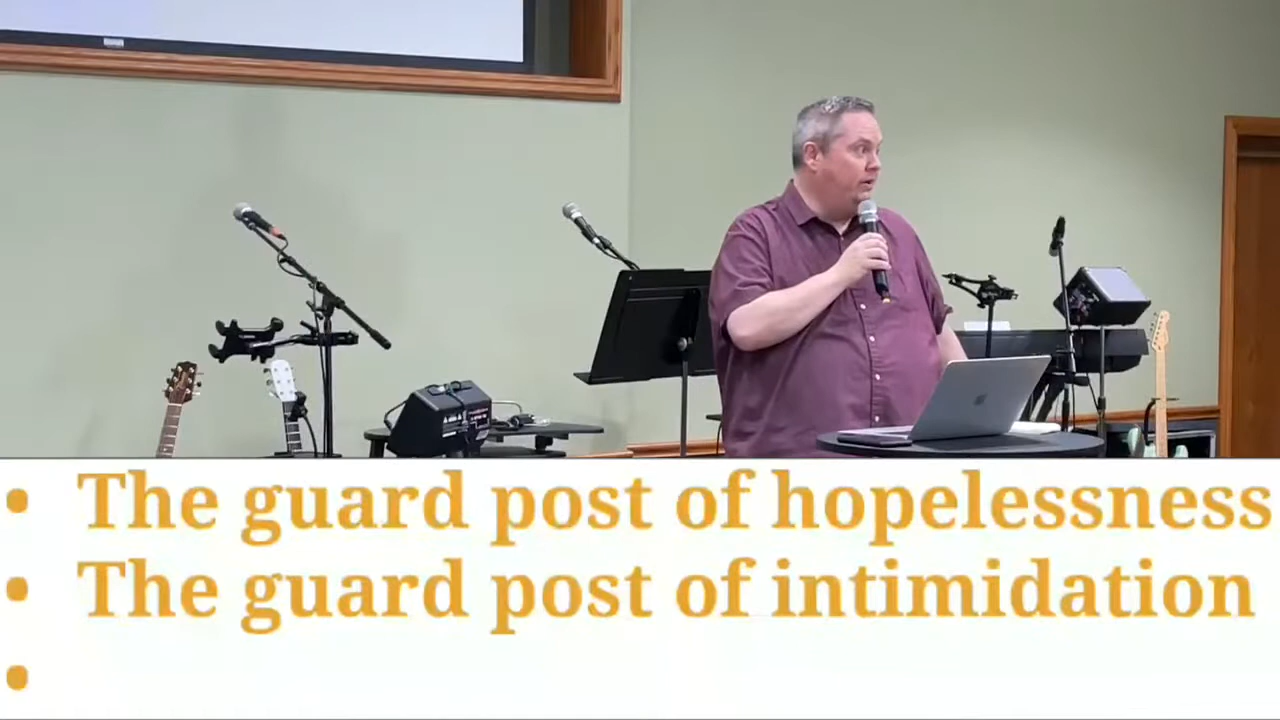 • The guard post of hopelessness
• The guard post of intimidation
•